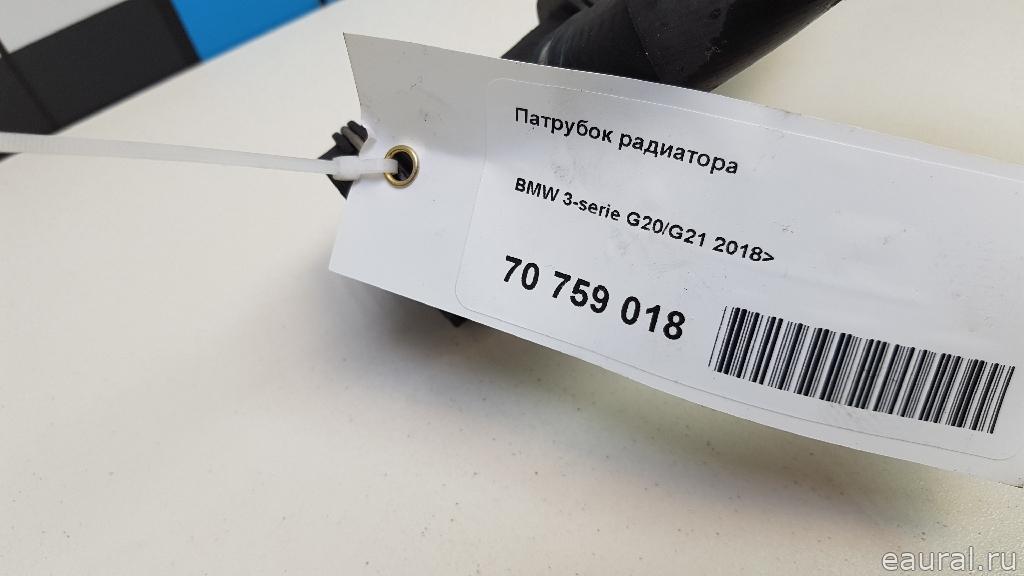 Патрубок радиатора
BMW 3-serie G20/G21 2018>
70 759 018
eaural.ru